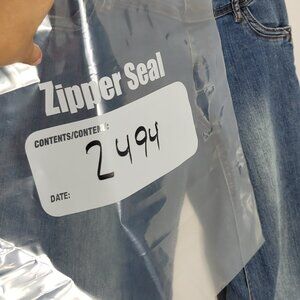 Zipper Seal
CONTENTS/CONTENU:
2494
DATE: